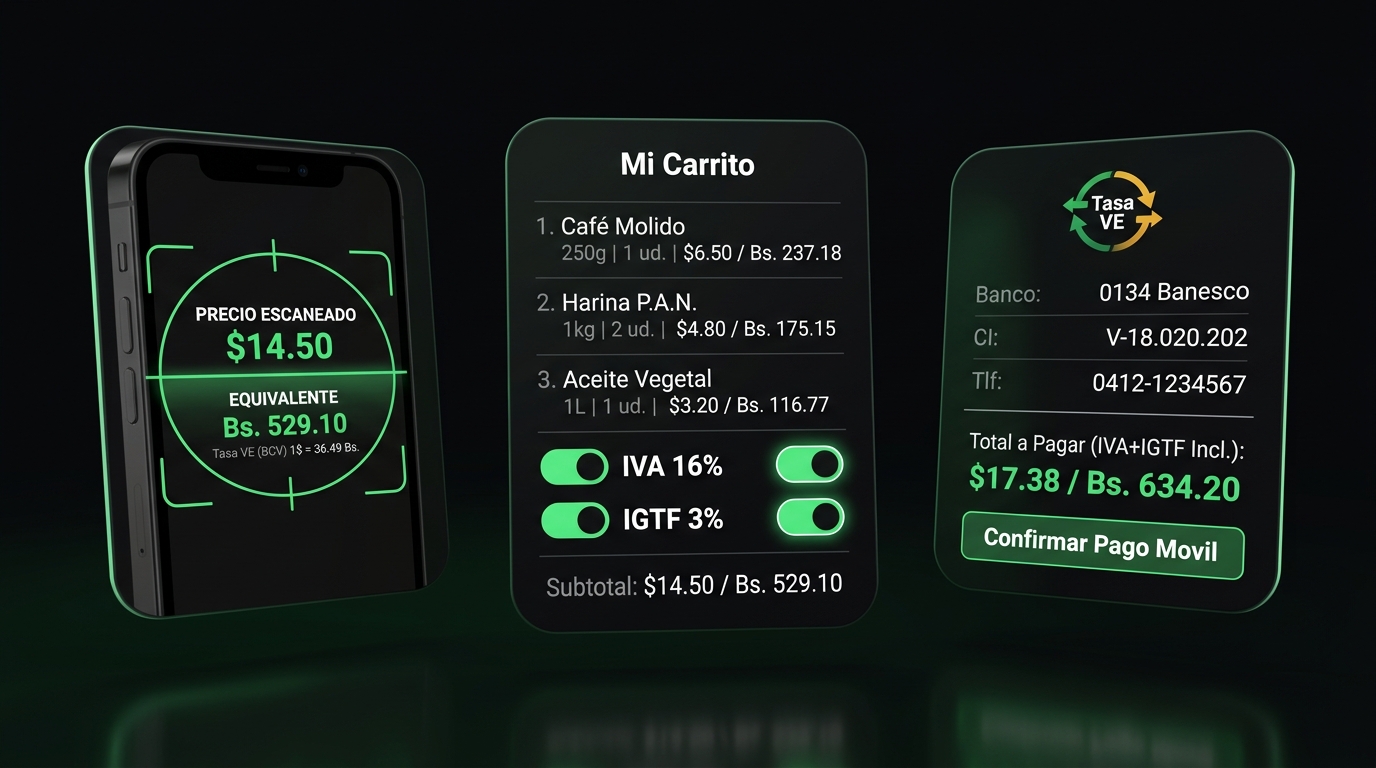 PRECIO ESCANEADO
$14.50
EQUIVALENTE
Bs. 529.10
Tasa VE (BCV) 1$ = 36.49 Bs.
Mi Carrito
1. Café Molido
250g | 1 ud. | $6.50 / Bs. 237.18
2. Harina P.A.N.
1kg | 2 ud. | $4.80 / Bs. 175.15
3. Aceite Vegetal
1L | 1 ud. | $3.20 / Bs. 116.77
IVA 16%
IGTF 3%
Subtotal: $14.50 / Bs. 529.10
Tasa
VE
Banco: 0134 Banesco
CI: V-18.020.202
Tlf: 0412-1234567
Total a Pagar (IVA+IGTF Incl.):
$17.38 / Bs. 634.20
Confirmar Pago Movil